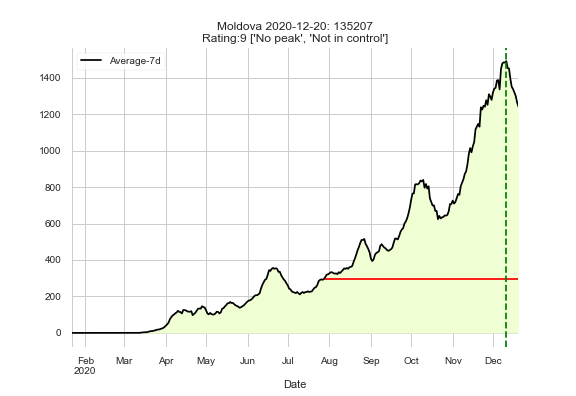 Moldova 2020-12-20: 135207
Rating:9 ['No peak', 'Not in control']
Average-7d
1400
1200
1000
800
600
400
200
0
Feb Mar Apr May Jun Jul Aug Sep Oct Nov Dec
2020
Date